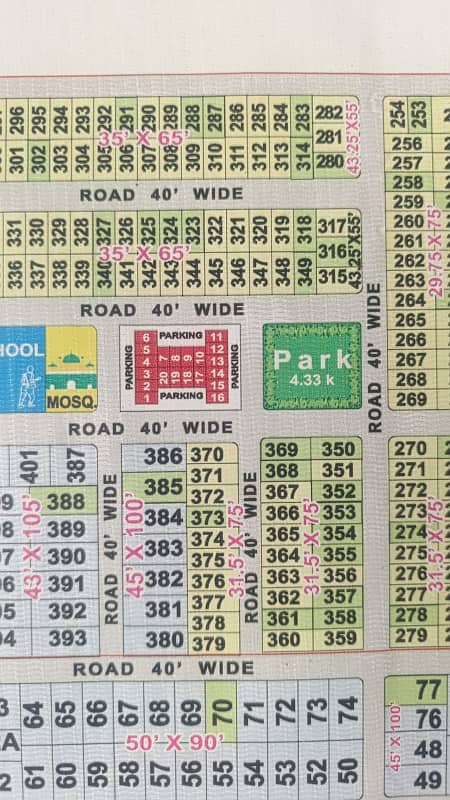 296 295 294 293 292 291 290 289 288 287 286 285 284 283 282
281
35' X 65'
43.25'X55'
301 302 303 304 305 306 307 308 309 310 311 312 313 314 280
ROAD 40' WIDE
331 330 329 328 327 326 325 324 323 322 321 320 319 318 317
316
35' X 65'
43.25'X55'
336 337 338 339 340 341 342 343 344 345 346 347 348 349 315
ROAD 40' WIDE
254 253
256
257
258
259
260
261
262
263
264
265
266
267
268
269
29-75'X75'
ROAD 40' WIDE
HOOL
MOSQ.
PARKING
6 11
5 12
4 13
3 14
2 15
1 16
7 8 9 10
20 19 18 17
PARKING
PARKING
PARKING
Park
4.33 k
ROAD 40' WIDE
401 387
388
389
390
391
392
393
43' X 105'
ROAD 40' WIDE
386
385
384
383
382
381
380
45' X 100'
370
371
372
373
374
375
376
377
378
379
31.5' X 75'
ROAD 40' WIDE
369 350
368 351
367 352
366 353
365 354
364 355
363 356
362 357
361 358
360 359
31.5' X 75'
270
271
272
273
274
275
276
277
278
279
31.5' X 75'
ROAD 40' WIDE
64 65 66 67 68 69 70 71 72 73 74
50' X 90'
61 60 59 58 57 56 55 54 53 52 50
77
76
48
49
45' X 100'